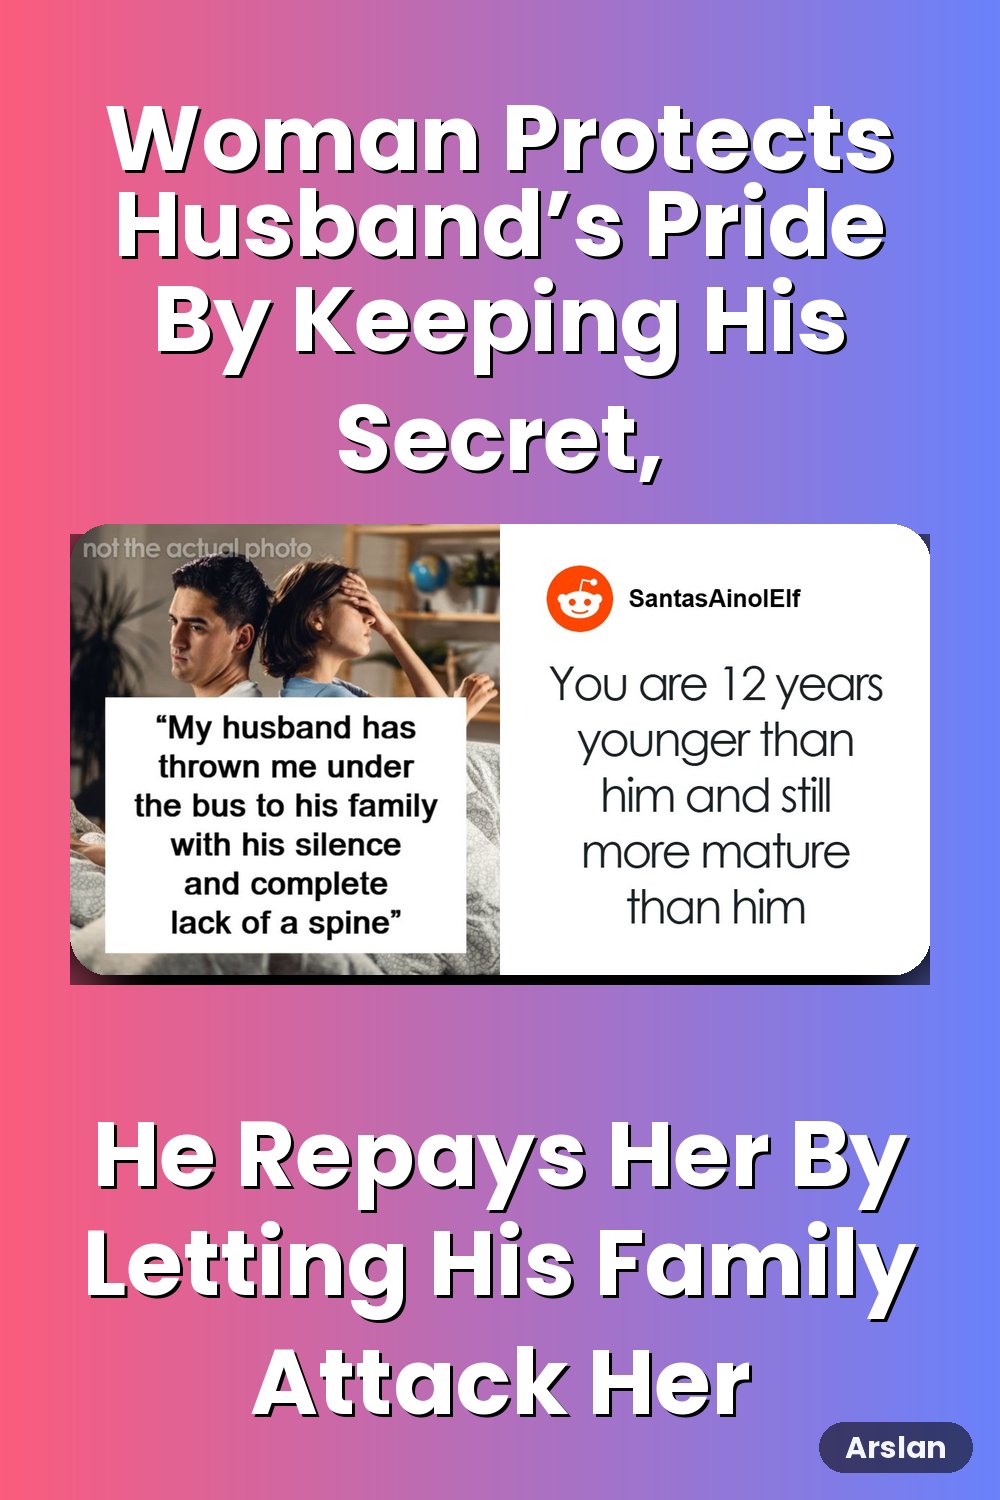 Woman Protects
Husband’s Pride
By Keeping His
Secret,
not the actual photo
“My husband has
thrown me under
the bus to his family
with his silence
and complete
lack of a spine”
SantasAinolElf
You are 12 years
younger than
him and still
more mature
than him
He Repays Her By
Letting His Family
Attack Her
Arslan